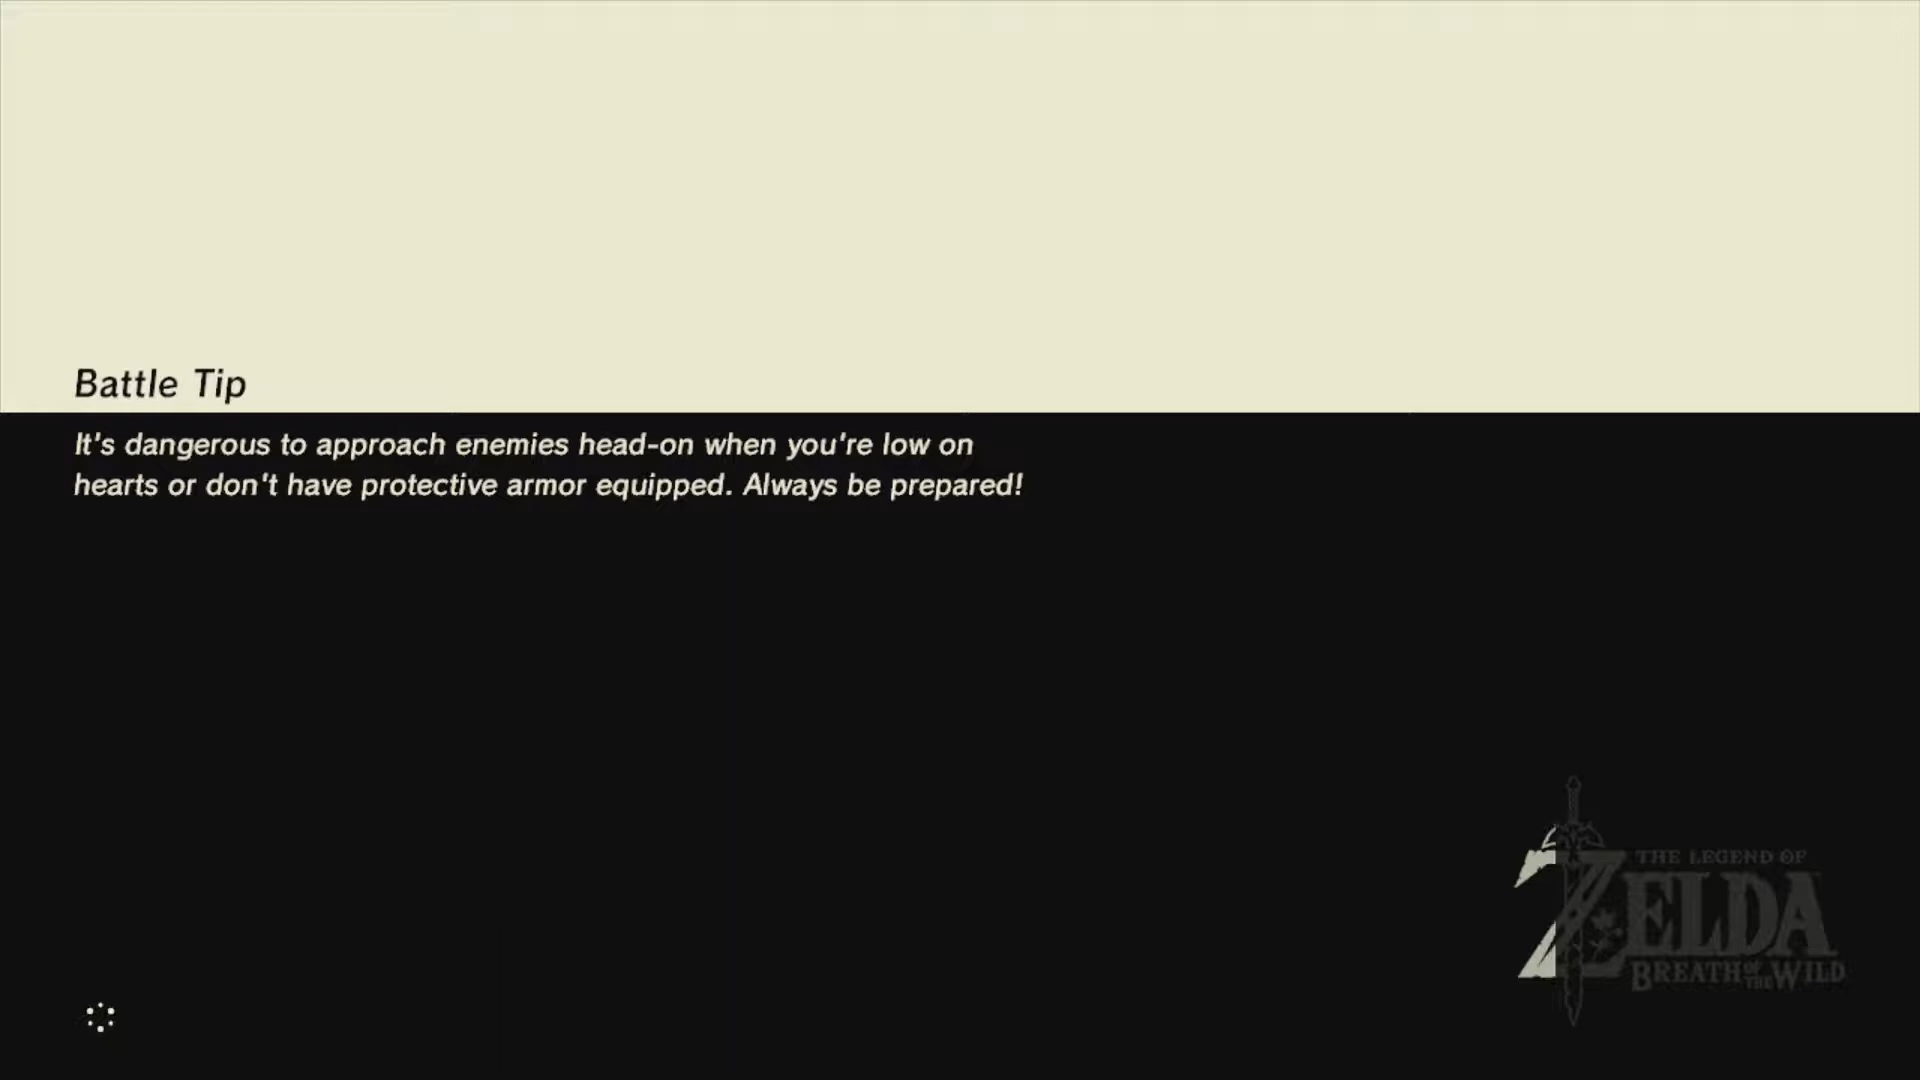 Battle Tip
It's dangerous to approach enemies head-on when you're low on
hearts or don't have protective armor equipped. Always be prepared!
THE LEGEND OF
ZELDA
BREATH OF THE WILD